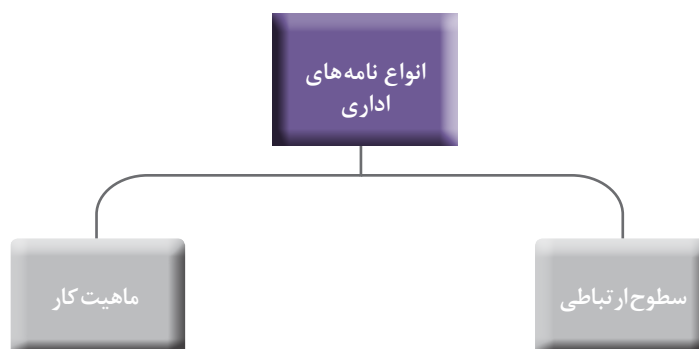 انواع نامه‌های
اداری
سطوح ارتباطی
ماهیت کار